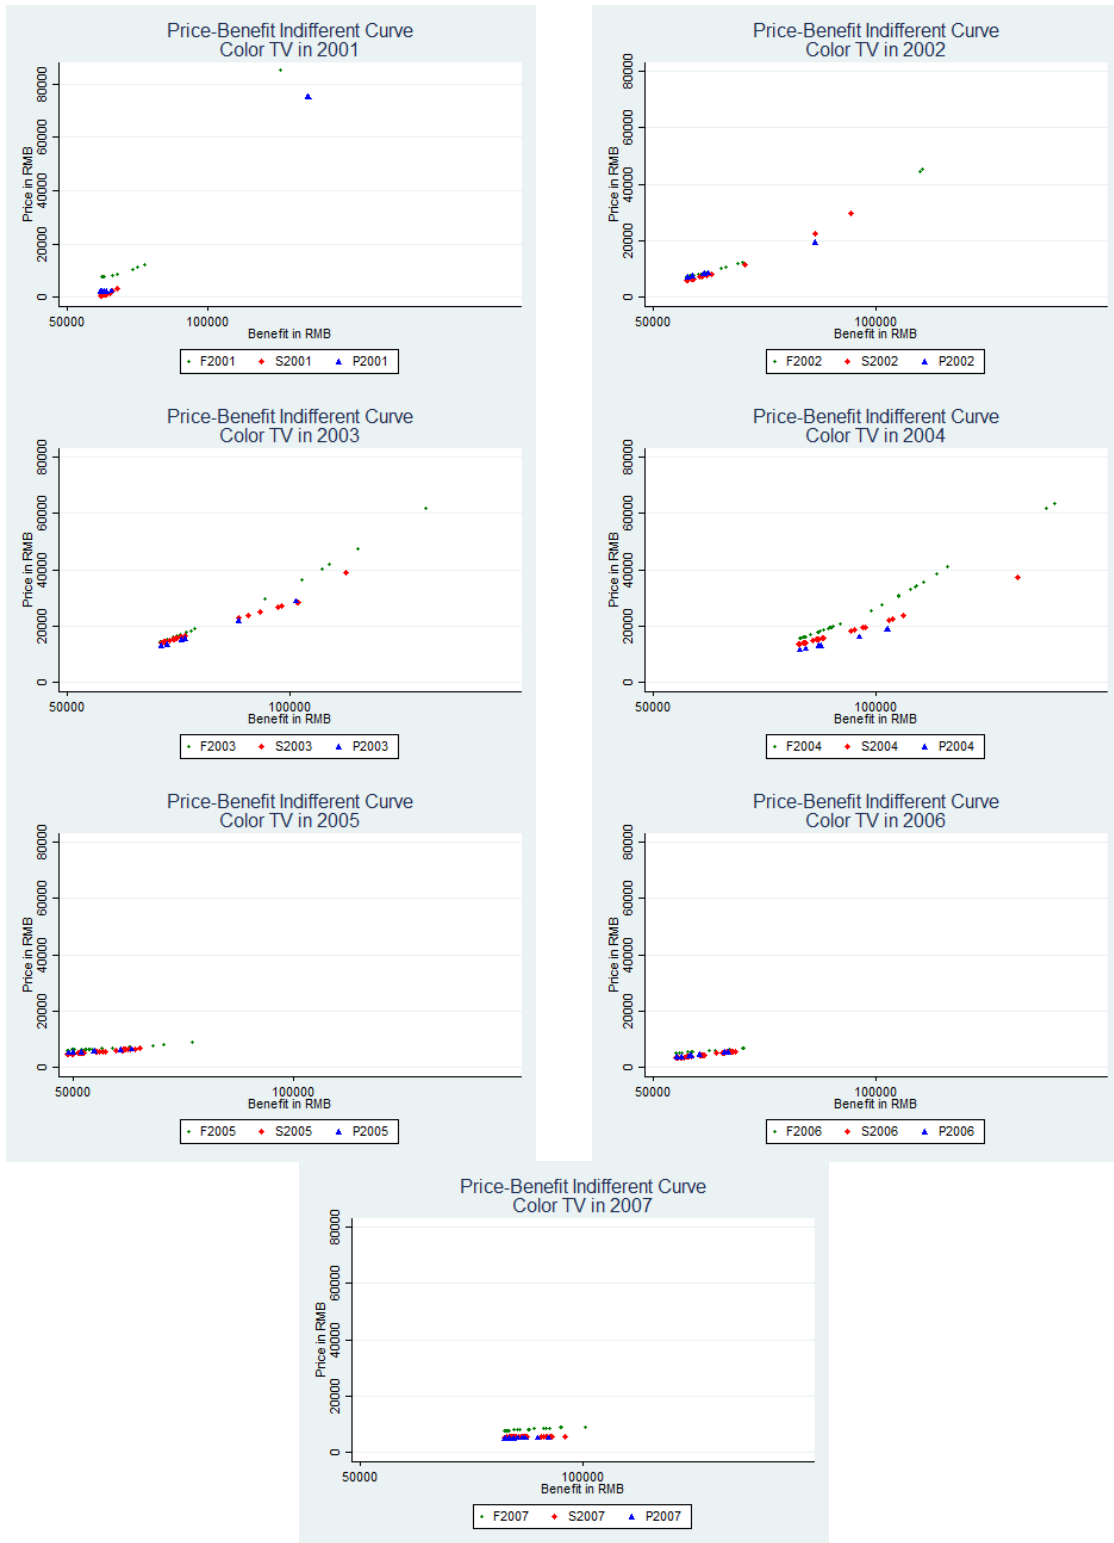 Price-Benefit Indifferent Curve
Color TV in 2001
Price in RMB
80000
60000
40000
20000
0
50000
100000
Benefit in RMB
F2001 S2001 P2001
Price-Benefit Indifferent Curve
Color TV in 2002
Price in RMB
80000
60000
40000
20000
0
50000
100000
Benefit in RMB
F2002 S2002 P2002
Price-Benefit Indifferent Curve
Color TV in 2003
Price in RMB
80000
60000
40000
20000
0
50000
100000
Benefit in RMB
F2003 S2003 P2003
Price-Benefit Indifferent Curve
Color TV in 2004
Price in RMB
80000
60000
40000
20000
0
50000
100000
Benefit in RMB
F2004 S2004 P2004
Price-Benefit Indifferent Curve
Color TV in 2005
Price in RMB
80000
60000
40000
20000
0
50000
100000
Benefit in RMB
F2005 S2005 P2005
Price-Benefit Indifferent Curve
Color TV in 2006
Price in RMB
80000
60000
40000
20000
0
50000
100000
Benefit in RMB
F2006 S2006 P2006
Price-Benefit Indifferent Curve
Color TV in 2007
Price in RMB
80000
60000
40000
20000
0
50000
100000
Benefit in RMB
F2007 S2007 P2007